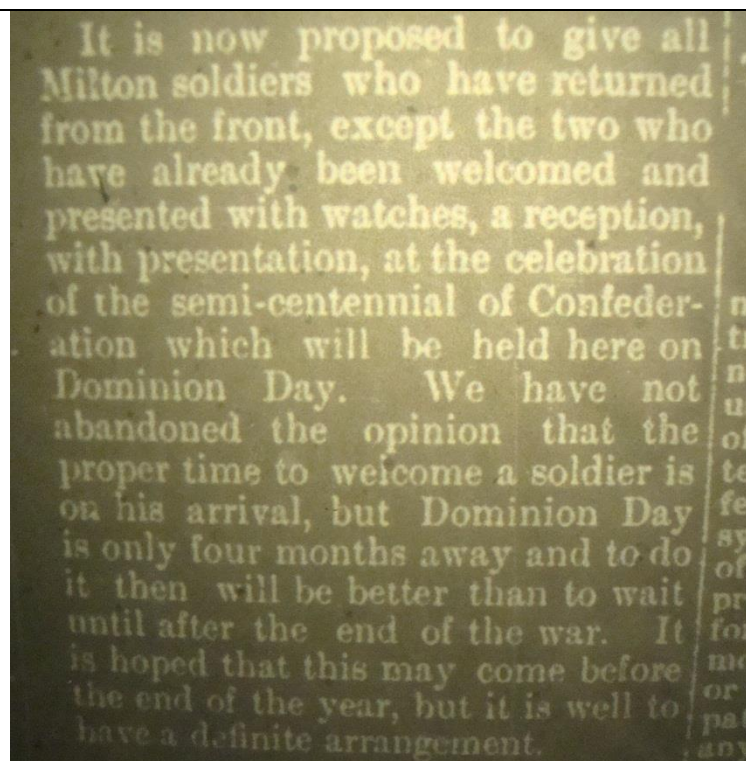 It is now proposed to give all
Milton soldiers who have returned
from the front, except the two who
have already been welcomed and
presented with watches, a reception,
with presentation, at the celebration
of the semi-centennial of Confeder-
ation which will be held here on
Dominion Day. We have not
abandoned the opinion that the
proper time to welcome a soldier is
on his arrival, but Dominion Day
is only four months away and to do
it then will be better than to wait
until after the end of the war. It
is hoped that this may come before
the end of the year, but it is well to
have a definite arrangement.